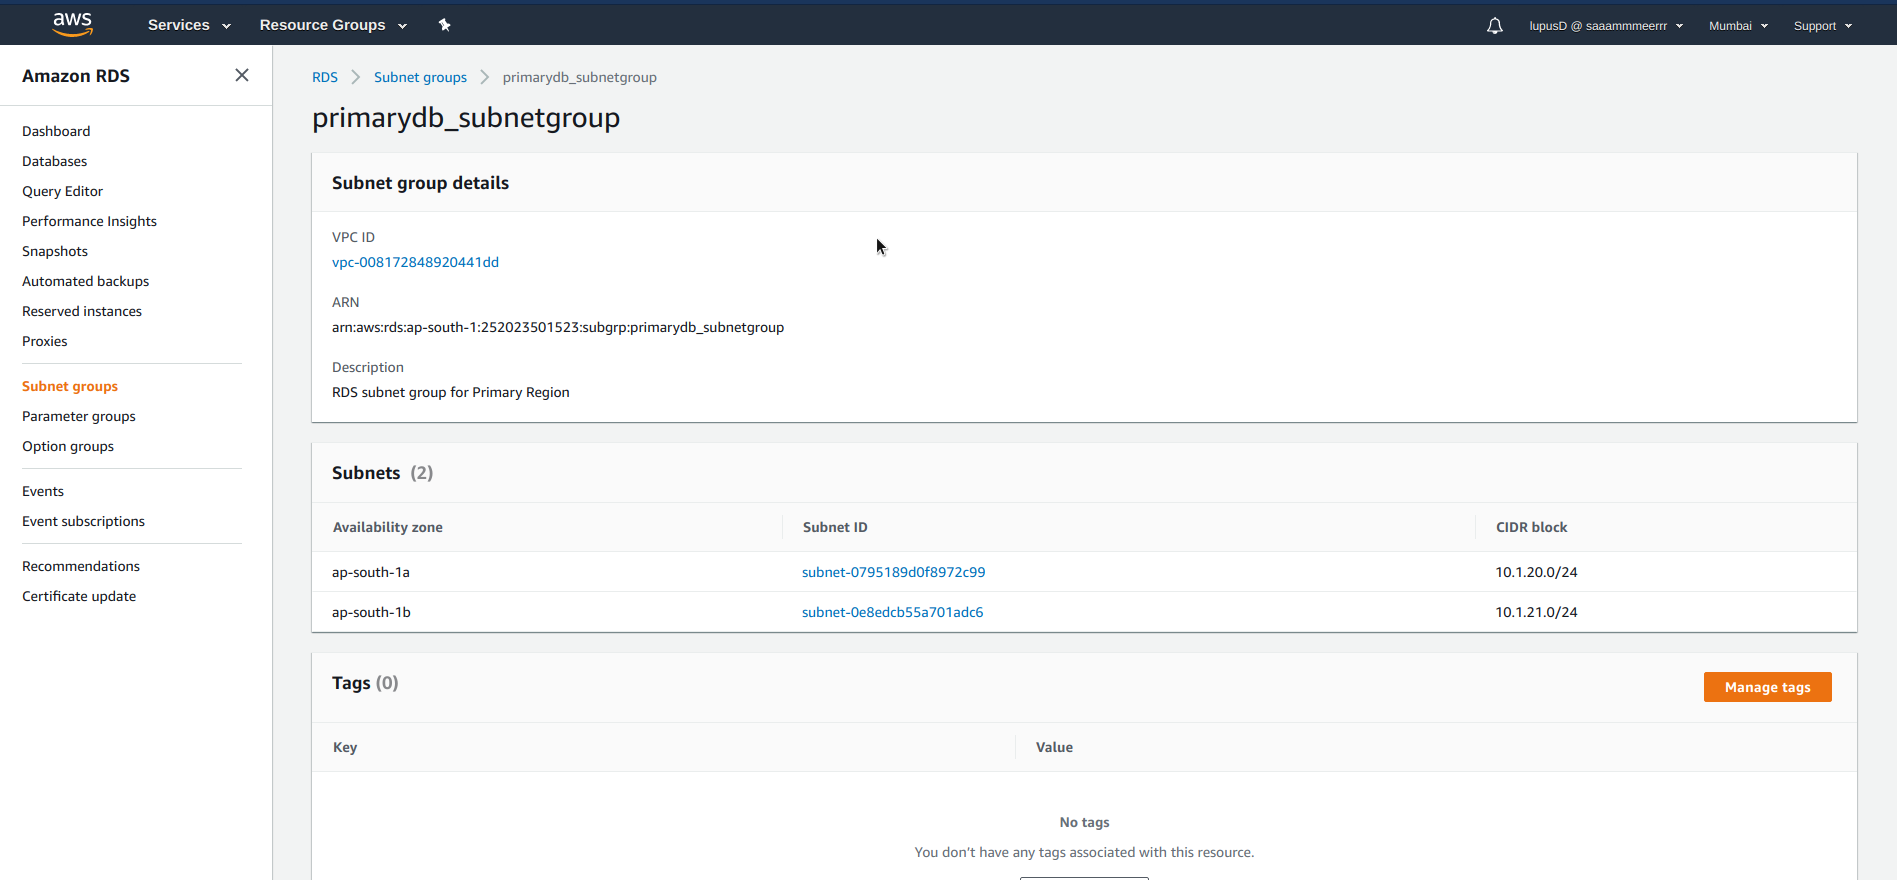 aws Services Resource Groups lupusD @ saaammmeerrr Mumbai Support
Amazon RDS
Dashboard
Databases
Query Editor
Performance Insights
Snapshots
Automated backups
Reserved instances
Proxies
Subnet groups
Parameter groups
Option groups
Events
Event subscriptions
Recommendations
Certificate update
RDS Subnet groups primarydb_subnetgroup
primarydb_subnetgroup
Subnet group details
VPC ID
vpc-008172848920441dd
ARN
arn:aws:rds:ap-south-1:252023501523:subgrp:primarydb_subnetgroup
Description
RDS subnet group for Primary Region
Subnets (2)
Availability zone Subnet ID CIDR block
ap-south-1a subnet-0795189d0f8972c99 10.1.20.0/24
ap-south-1b subnet-0e8edcb55a701adc6 10.1.21.0/24
Tags (0) Manage tags
Key Value
No tags
You don't have any tags associated with this resource.